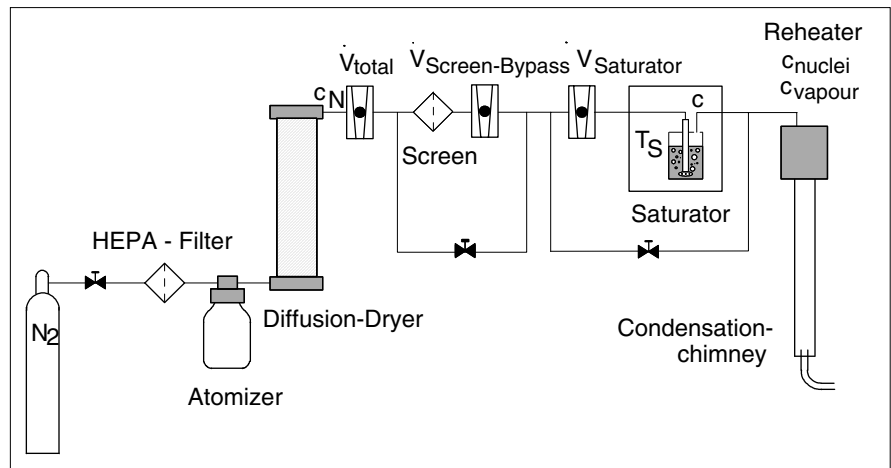 Reheater
V̇total
V̇Screen-Bypass
V̇Saturator
cnuclei
cvapour
cN
c
Screen
TS
Saturator
HEPA - Filter
N2
Diffusion-Dryer
Condensation-
chimney
Atomizer